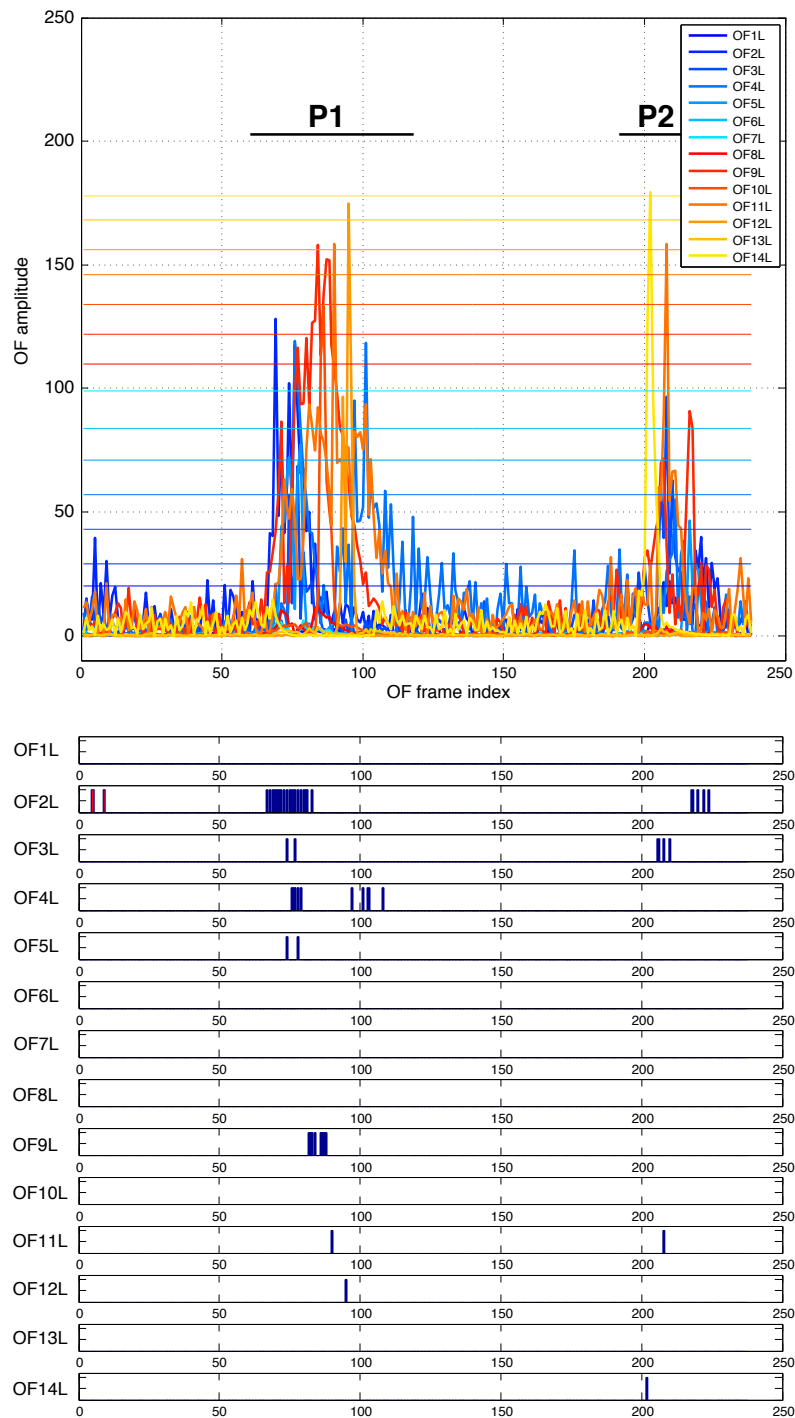 250
200
150
100
50
0
OF amplitude
P1
P2
OF1L
OF2L
OF3L
OF4L
OF5L
OF6L
OF7L
OF8L
OF9L
OF10L
OF11L
OF12L
OF13L
OF14L
0 50 100 150 200 250
OF frame index
OF1L
0 50 100 150 200 250
OF2L
0 50 100 150 200 250
OF3L
0 50 100 150 200 250
OF4L
0 50 100 150 200 250
OF5L
0 50 100 150 200 250
OF6L
0 50 100 150 200 250
OF7L
0 50 100 150 200 250
OF8L
0 50 100 150 200 250
OF9L
0 50 100 150 200 250
OF10L
0 50 100 150 200 250
OF11L
0 50 100 150 200 250
OF12L
0 50 100 150 200 250
OF13L
0 50 100 150 200 250
OF14L
0 50 100 150 200 250